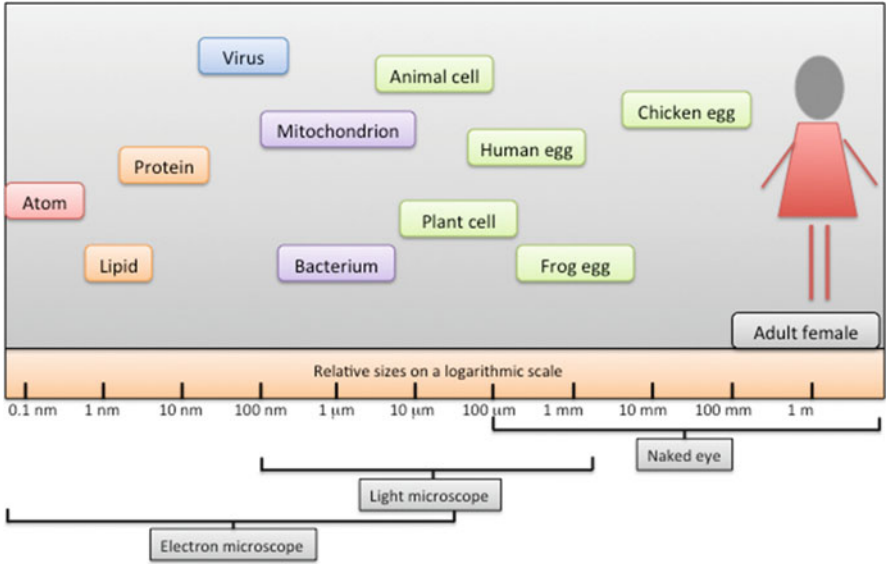 Virus
Animal cell
Chicken egg
Mitochondrion
Human egg
Protein
Atom
Plant cell
Lipid
Bacterium
Frog egg
Adult female
Relative sizes on a logarithmic scale
0.1 nm 1 nm 10 nm 100 nm 1 µm 10 µm 100 µm 1 mm 10 mm 100 mm 1 m
Naked eye
Light microscope
Electron microscope